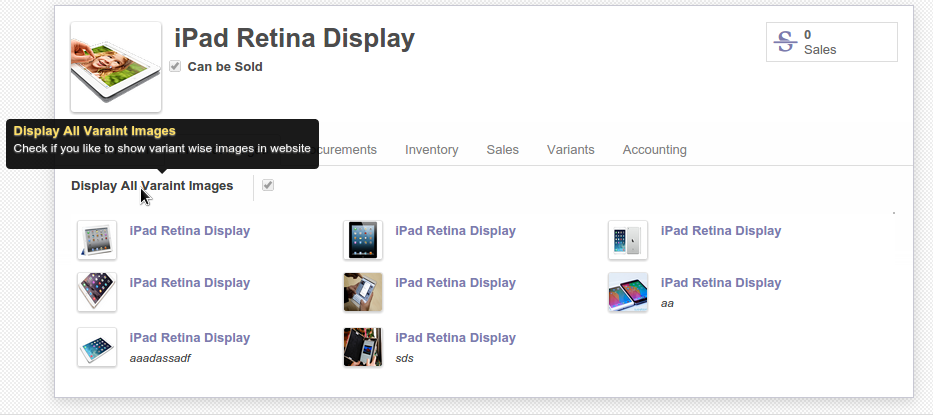 iPad Retina Display
Can be Sold
0
Sales
Display All Varaint Images
Check if you like to show variant wise images in website
Inventory
Sales
Variants
Accounting
Display All Varaint Images
iPad Retina Display
iPad Retina Display
iPad Retina Display
iPad Retina Display
iPad Retina Display
iPad Retina Display
aa
iPad Retina Display
aaadassadf
iPad Retina Display
sds